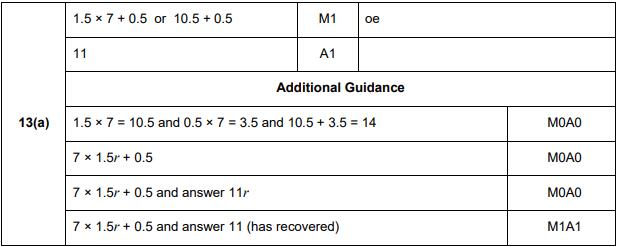 1.5 × 7 + 0.5 or 10.5 + 0.5 M1 oe
11 A1
Additional Guidance
13(a) 1.5 × 7 = 10.5 and 0.5 × 7 = 3.5 and 10.5 + 3.5 = 14 M0A0
7 × 1.5r + 0.5 M0A0
7 × 1.5r + 0.5 and answer 11r M0A0
7 × 1.5r + 0.5 and answer 11 (has recovered) M1A1